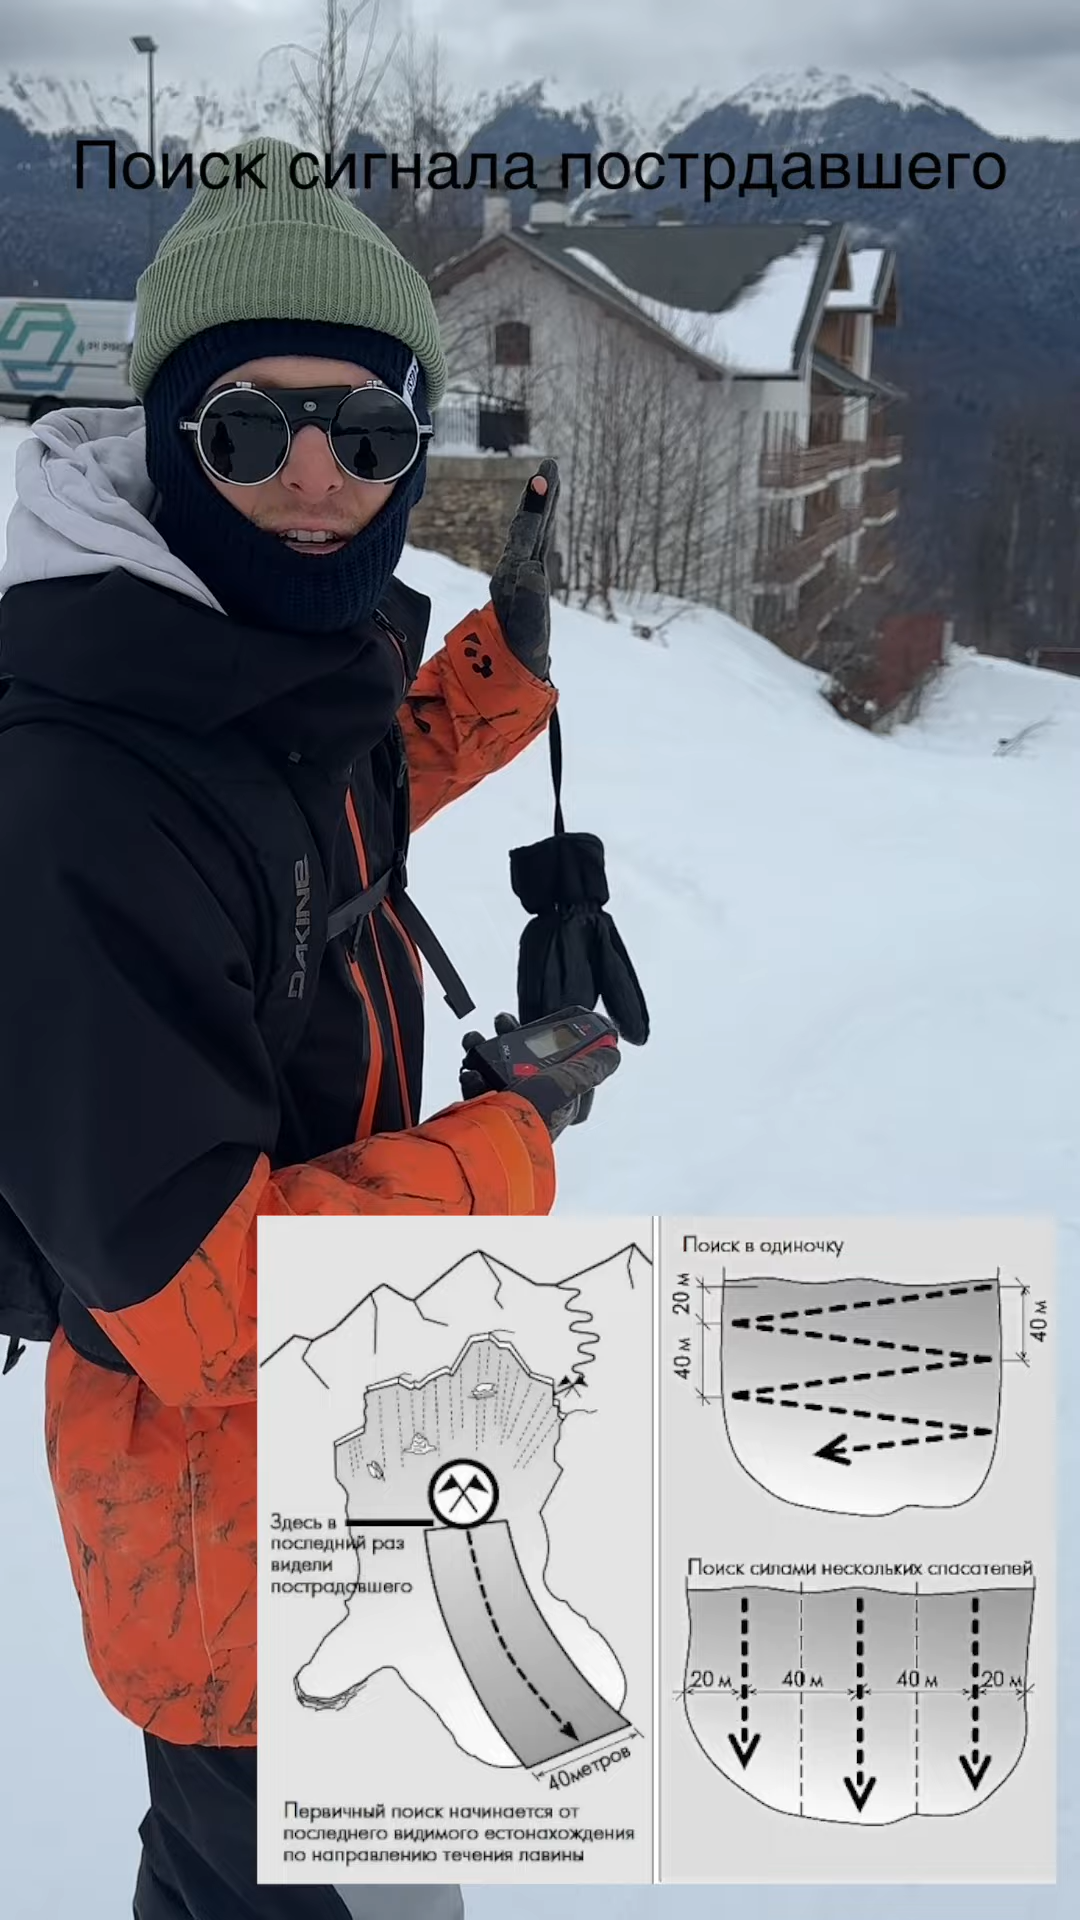 Поиск сигнала пострдавшего
DAKINE
Здесь в
последний раз
видели
пострадавшего
40метров
Первичный поиск начинается от
последнего видимого естонахождения
по направлению течения лавины
Поиск в одиночку
20 м
40 м
40 м
Поиск силами нескольких спасателей
20 м
40 м
40 м
20 м